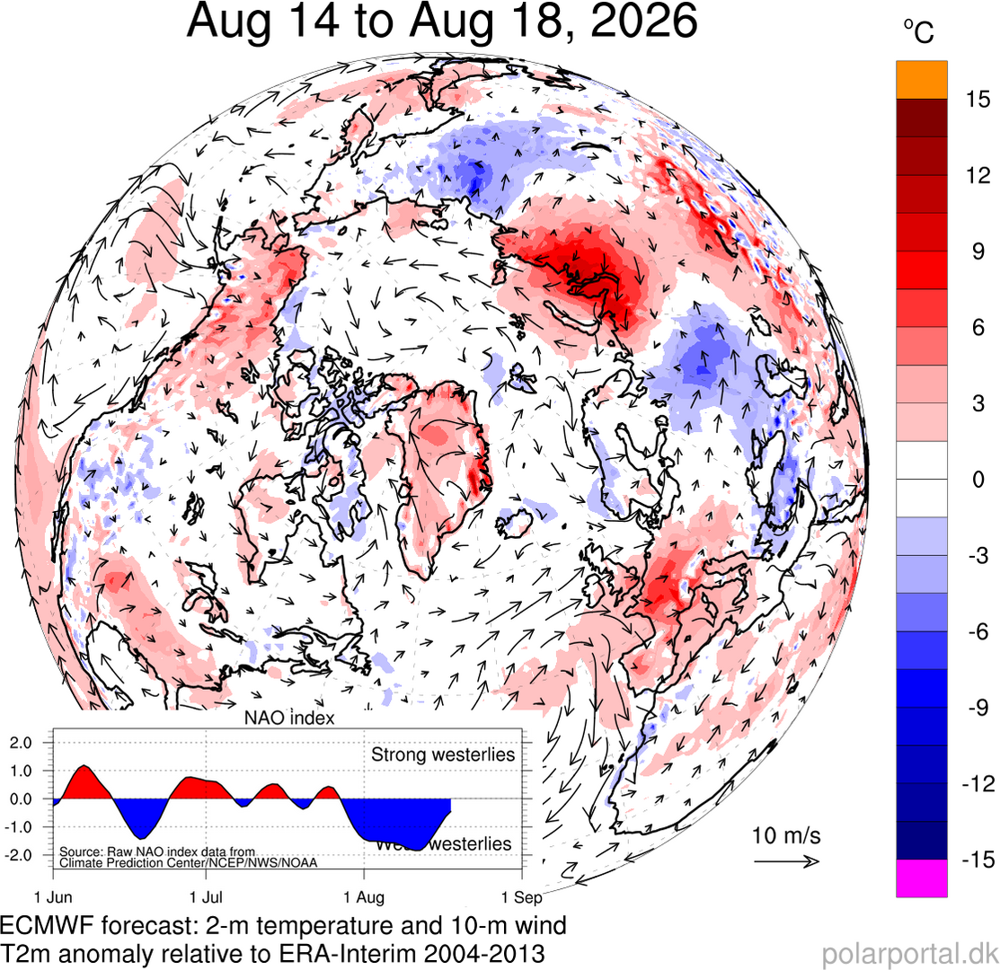 Aug 14 to Aug 18, 2026
°C
15
12
9
6
3
0
-3
-6
-9
-12
-15
NAO index
2.0
1.0
0.0
-1.0
-2.0
Strong westerlies
westerlies
Source: Raw NAO index data from
Climate Prediction Center/NCEP/NWS/NOAA
1 Jun
1 Jul
1 Aug
1 Sep
10 m/s
ECMWF forecast: 2-m temperature and 10-m wind
T2m anomaly relative to ERA-Interim 2004-2013
polarportal.dk